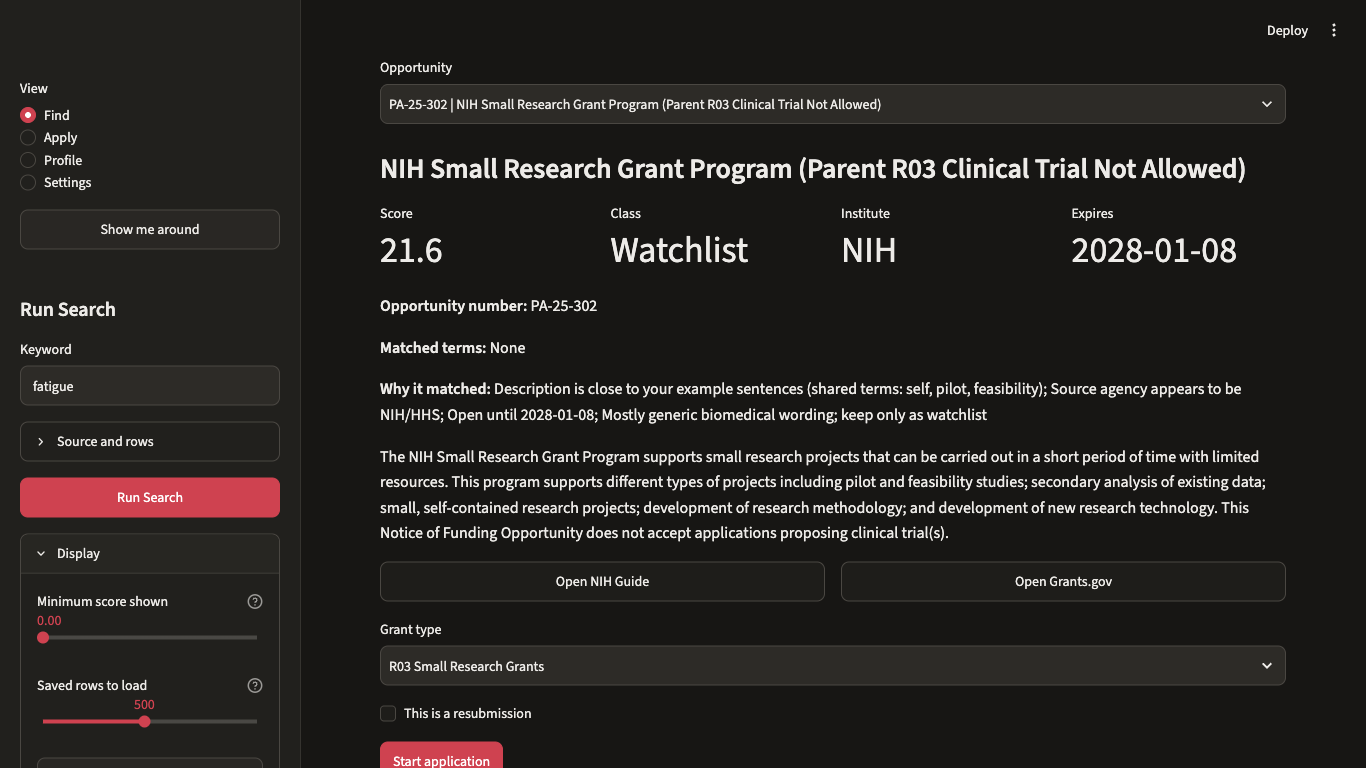 Deploy
View
Find
Apply
Profile
Settings
Show me around
Run Search
Keyword
fatigue
Source and rows
Run Search
Display
Minimum score shown
0.00
Saved rows to load
500
Opportunity
PA-25-302 | NIH Small Research Grant Program (Parent R03 Clinical Trial Not Allowed)
NIH Small Research Grant Program (Parent R03 Clinical Trial Not Allowed)
Score
21.6
Class
Watchlist
Institute
NIH
Expires
2028-01-08
Opportunity number: PA-25-302
Matched terms: None
Why it matched: Description is close to your example sentences (shared terms: self, pilot, feasibility); Source agency appears to be
NIH/HHS; Open until 2028-01-08; Mostly generic biomedical wording; keep only as watchlist
The NIH Small Research Grant Program supports small research projects that can be carried out in a short period of time with limited
resources. This program supports different types of projects including pilot and feasibility studies; secondary analysis of existing data;
small, self-contained research projects; development of research methodology; and development of new research technology. This
Notice of Funding Opportunity does not accept applications proposing clinical trial(s).
Open NIH Guide
Open Grants.gov
Grant type
R03 Small Research Grants
This is a resubmission
Start application